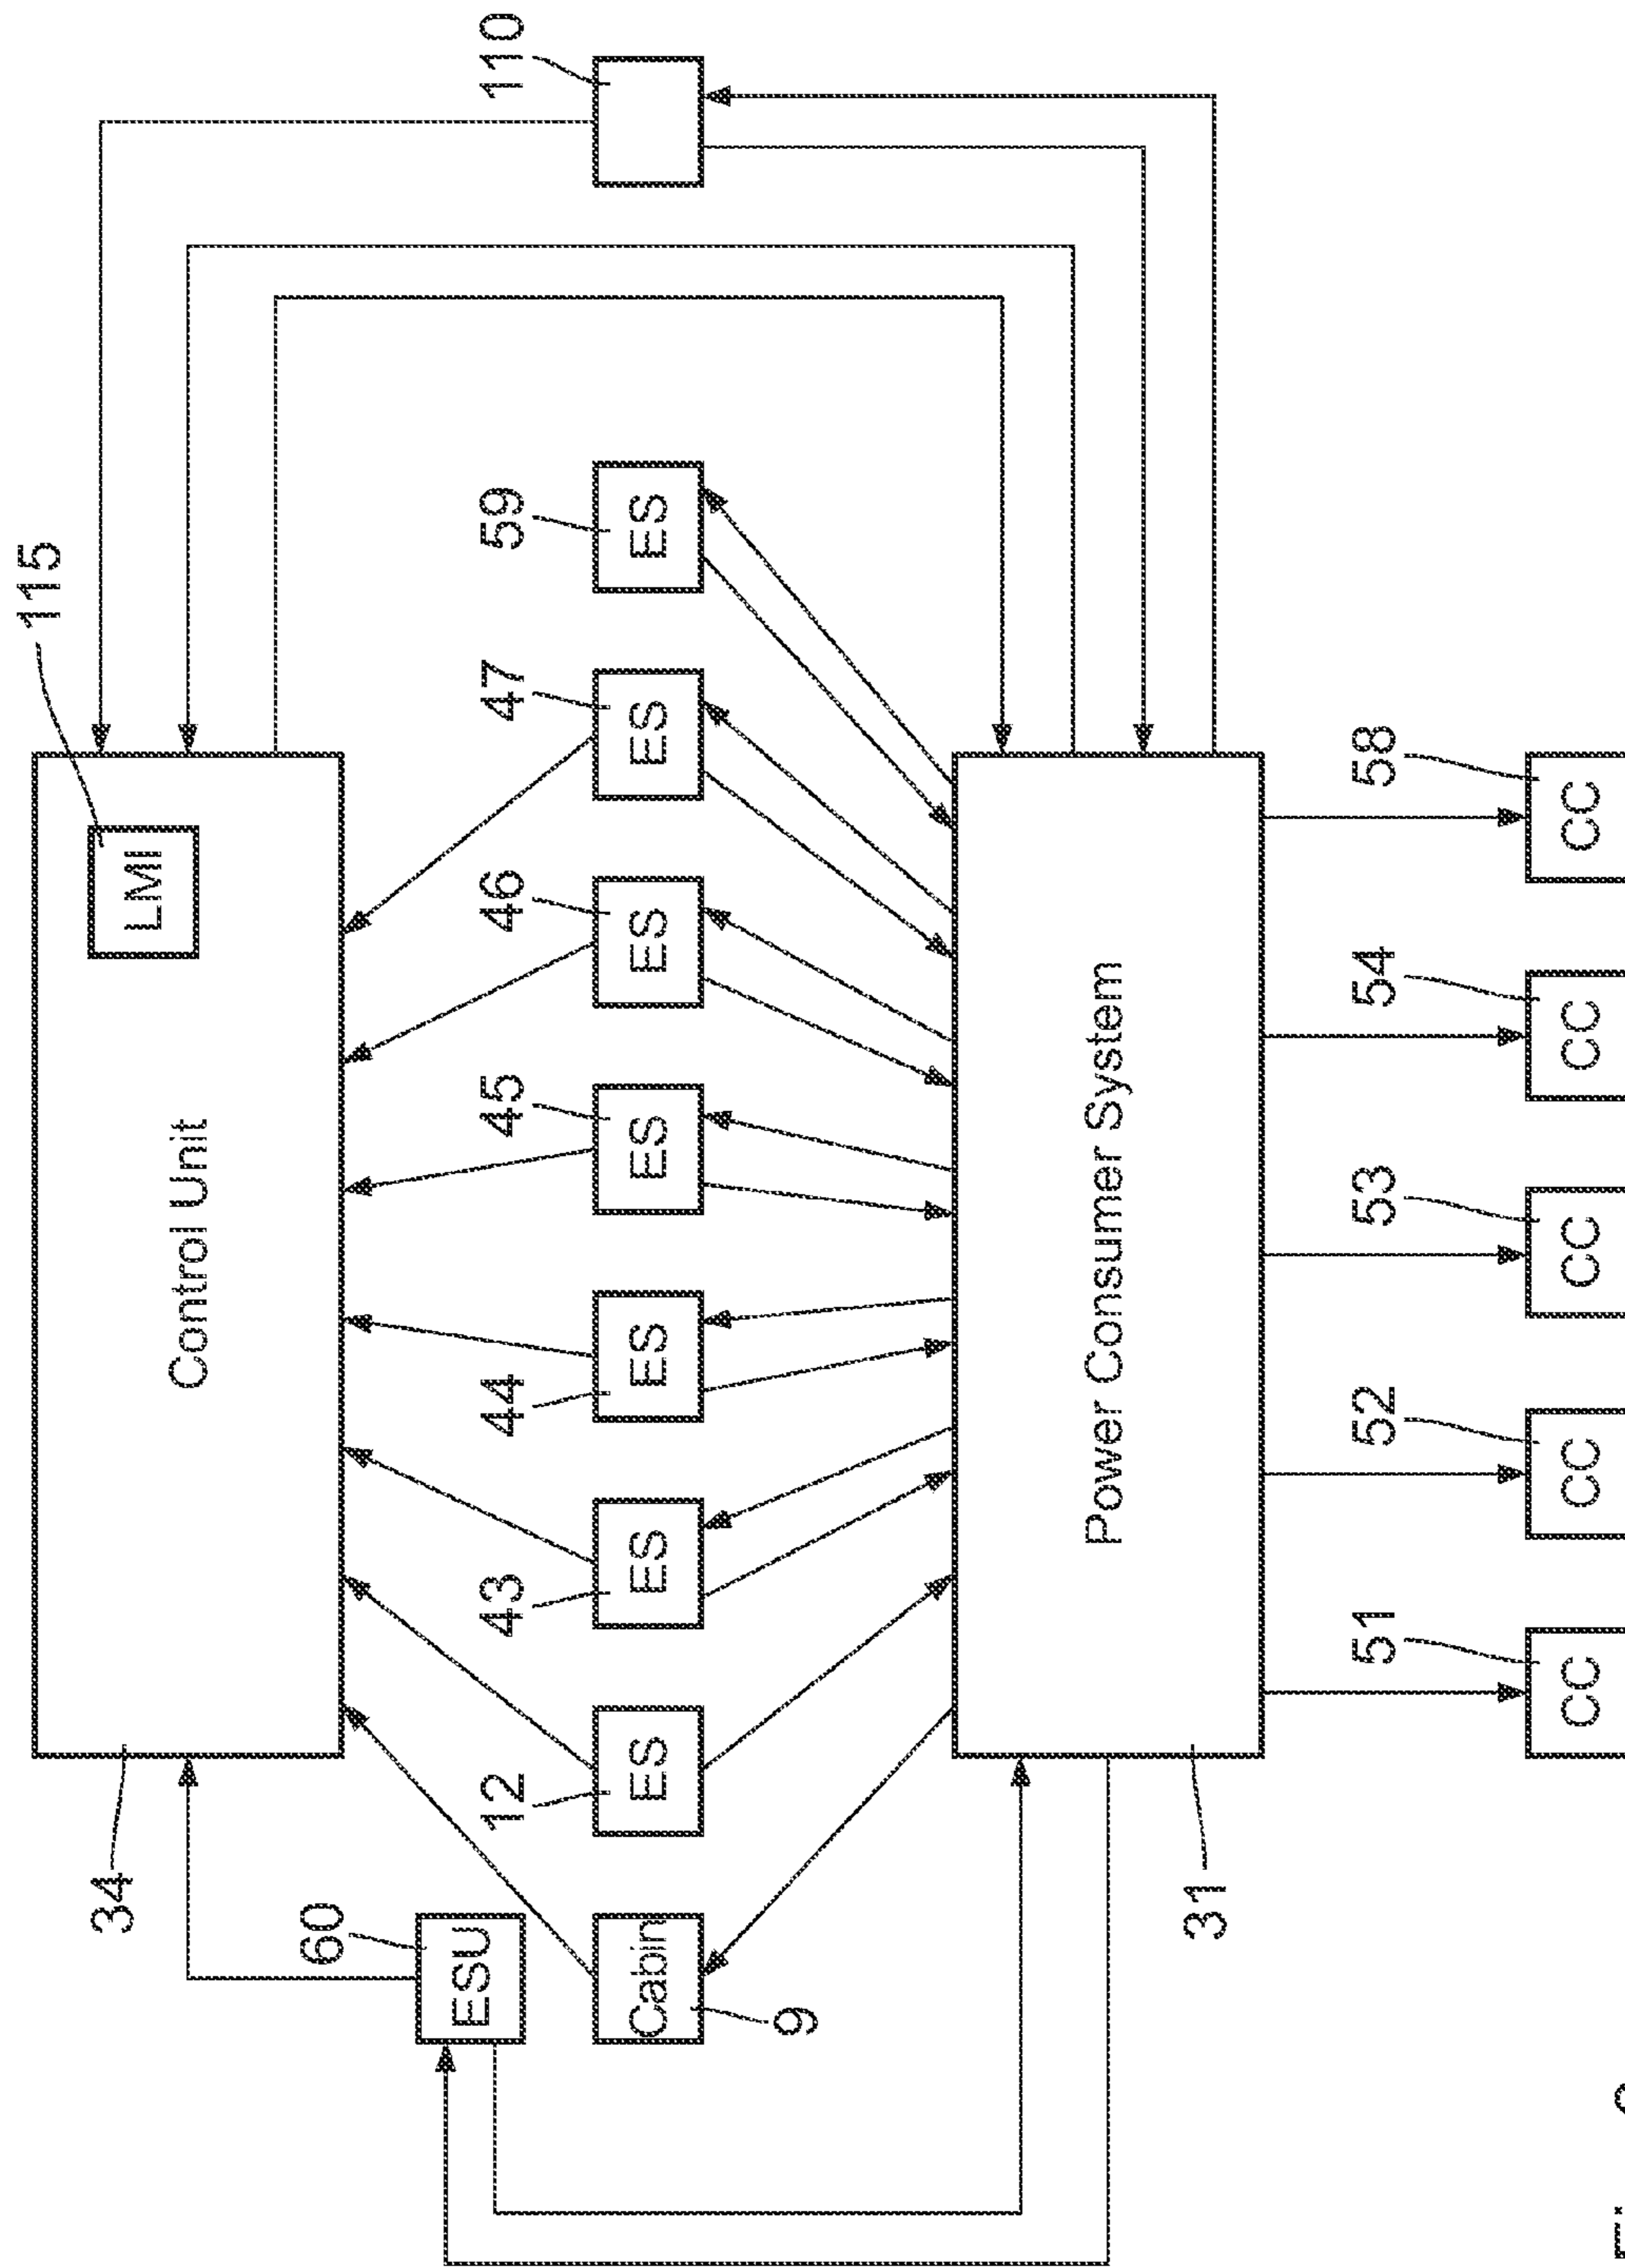 115
34
LMI
Control Unit
60
ESU
12 43 44 45 46 47 59 110
Cabin ES ES ES ES ES ES ES
9
Power Consumer System
31
51 52 53 54 58
CC CC CC CC CC